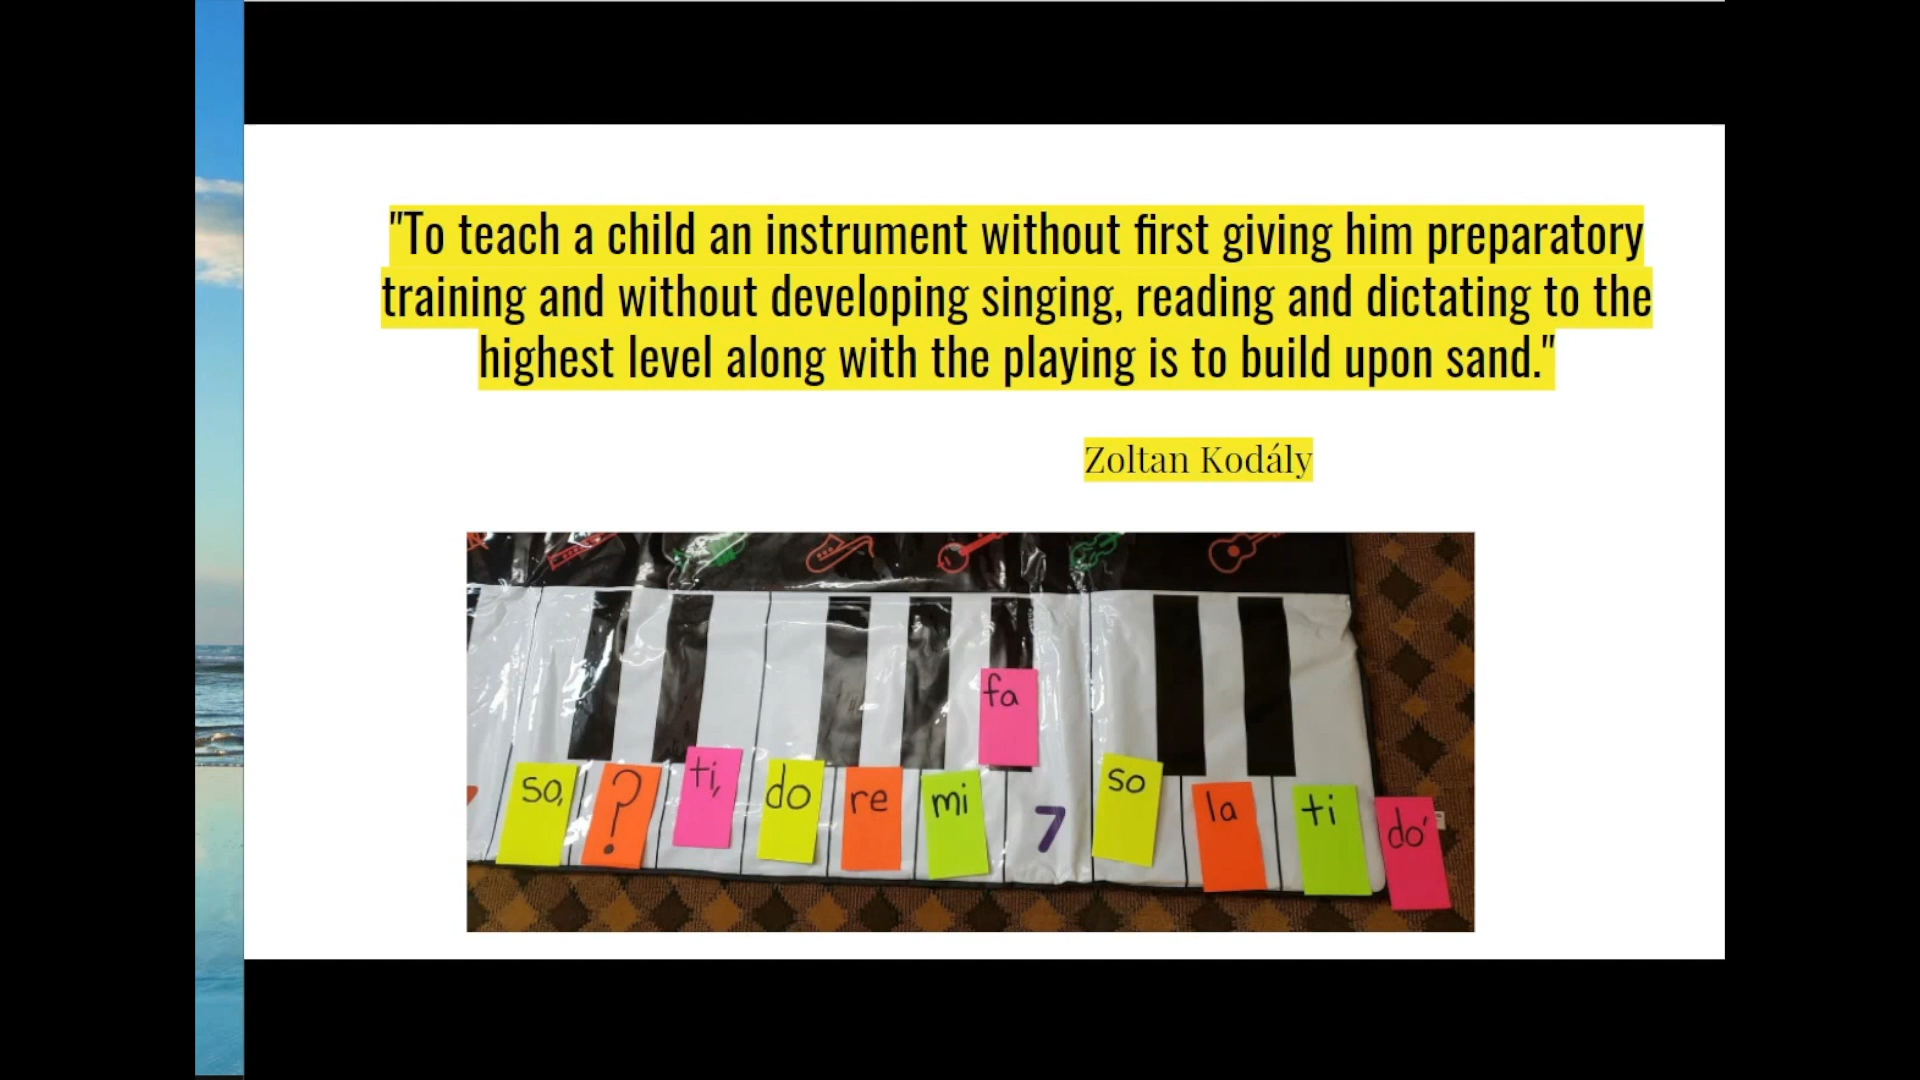 "To teach a child an instrument without first giving him preparatory
training and without developing singing, reading and dictating to the
highest level along with the playing is to build upon sand."
Zoltan Kodály
fa
so,
?
ti,
do
re
mi
7
so
la
ti
do'